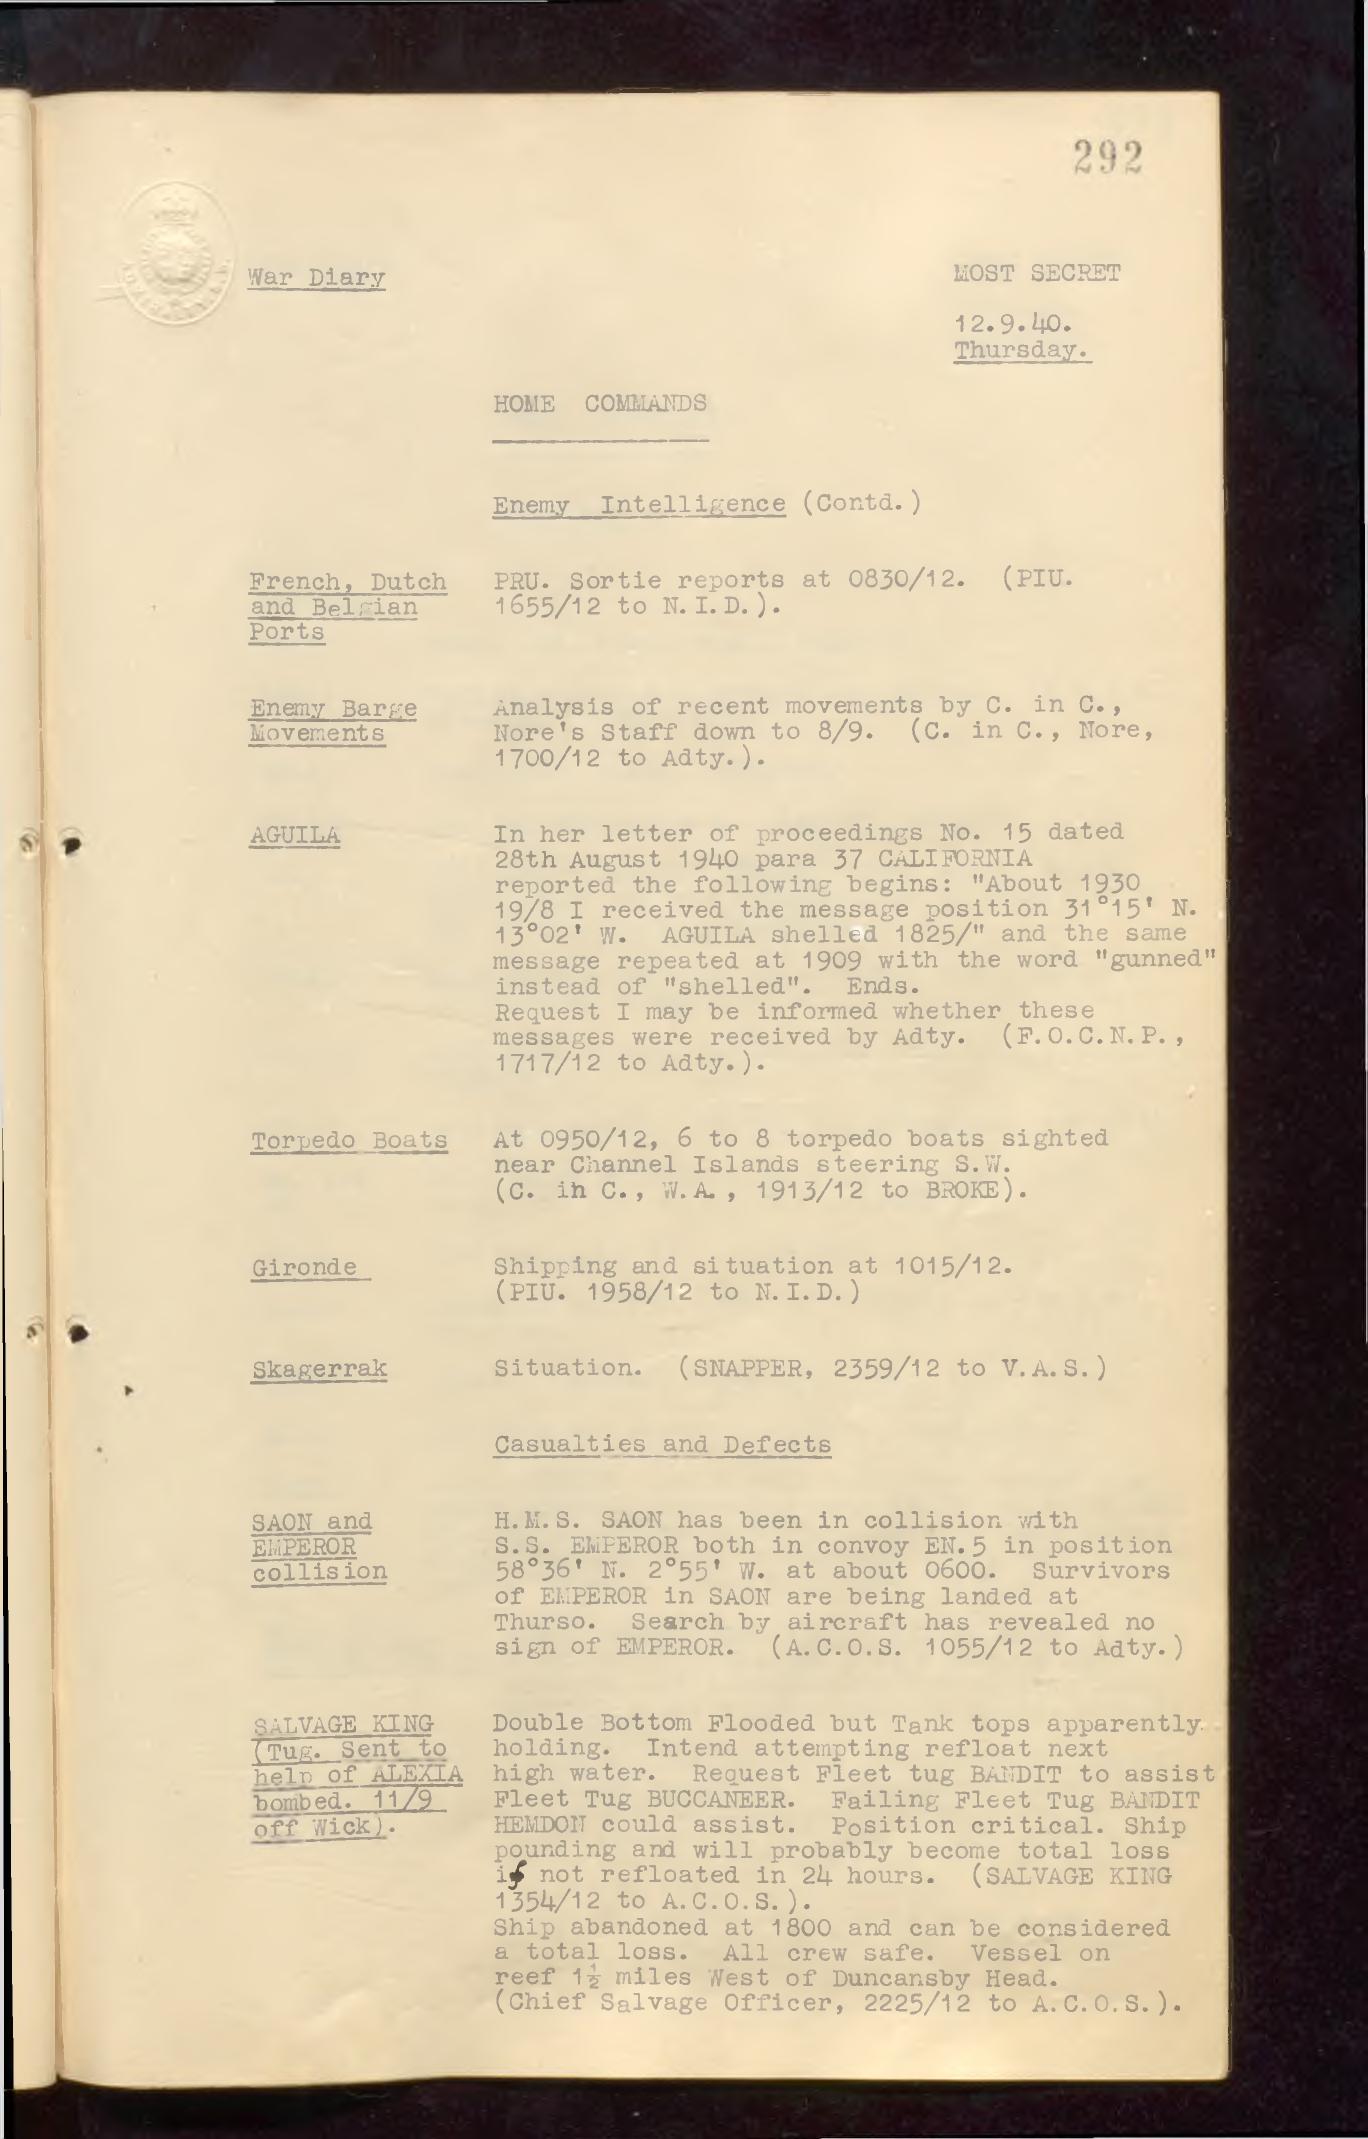 292
War Diary
MOST SECRET
12.9.40.
Thursday.
HOME COMMANDS
Enemy Intelligence (Contd.)
French, Dutch
and Belgian
Ports
PRU. Sortie reports at 0830/12. (PIU.
1655/12 to N.I.D.).
Enemy Barge
Movements
Analysis of recent movements by C. in C.,
Nore's Staff down to 8/9. (C. in C., Nore,
1700/12 to Adty.).
AGUILA
In her letter of proceedings No. 15 dated
28th August 1940 para 37 CALIFORNIA
reported the following begins: "About 1930
19/8 I received the message position 31°15' N.
13°02' W. AGUILA shelled 1825/" and the same
message repeated at 1909 with the word "gunned"
instead of "shelled". Ends.
Request I may be informed whether these
messages were received by Adty. (F.O.C.N.P.,
1717/12 to Adty.).
Torpedo Boats
At 0950/12, 6 to 8 torpedo boats sighted
near Channel Islands steering S.W.
(C. in C., W.A., 1913/12 to BROKE).
Gironde
Shipping and situation at 1015/12.
(PIU. 1958/12 to N.I.D.)
Skagerrak
Situation. (SNAPPER, 2359/12 to V.A.S.)
Casualties and Defects
SAON and
EMPEROR
collision
H.M.S. SAON has been in collision with
S.S. EMPEROR both in convoy EN.5 in position
58°36' N. 2°55' W. at about 0600. Survivors
of EMPEROR in SAON are being landed at
Thurso. Search by aircraft has revealed no
sign of EMPEROR. (A.C.O.S. 1055/12 to Adty.)
SALVAGE KING
(Tug. Sent to
help of ALEXIA
bombed. 11/9
off Wick).
Double Bottom Flooded but Tank tops apparently
holding. Intend attempting refloat next
high water. Request Fleet tug BANDIT to assist
Fleet Tug BUCCANEER. Failing Fleet Tug BANDIT
HEMDON could assist. Position critical. Ship
pounding and will probably become total loss
if not refloated in 24 hours. (SALVAGE KING
1354/12 to A.C.O.S.).
Ship abandoned at 1800 and can be considered
a total loss. All crew safe. Vessel on
reef 1½ miles West of Duncansby Head.
(Chief Salvage Officer, 2225/12 to A.C.O.S.).